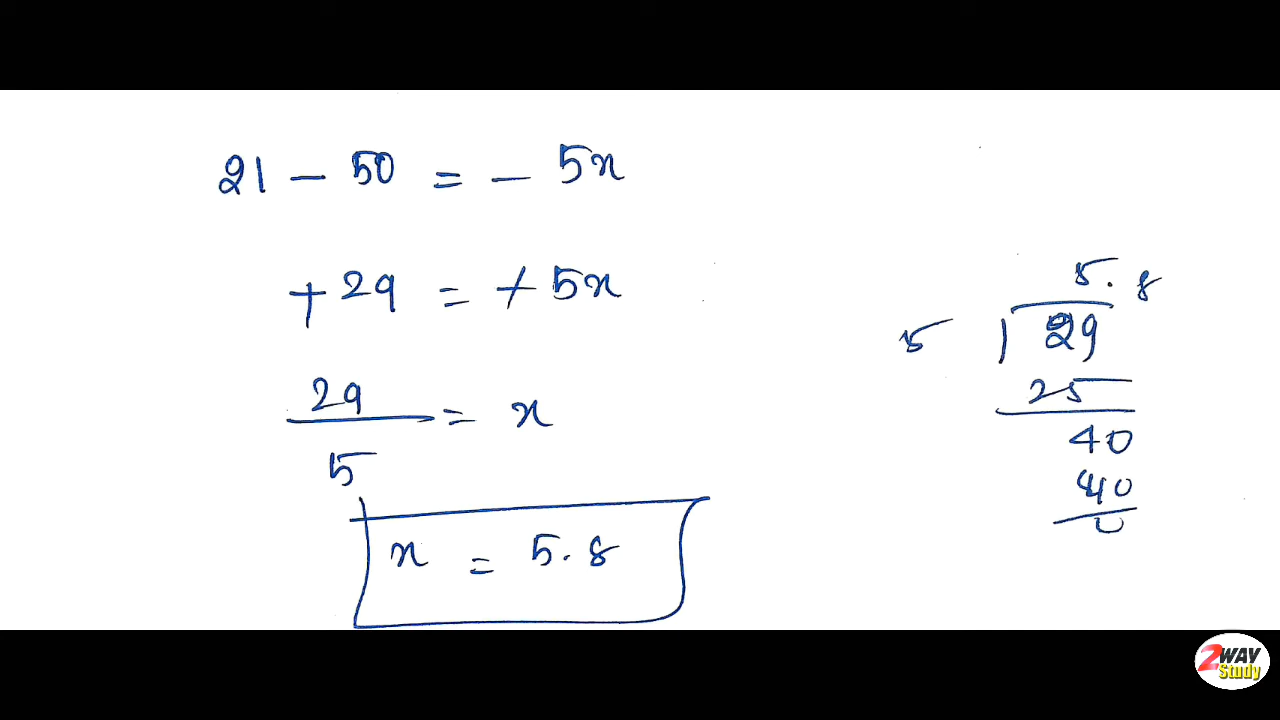 21 - 50 = - 5x
+ 29 = + 5x
29/5 = x
x = 5.8
5.8
5 ) 29
25
40
40
0
2WAY
Study